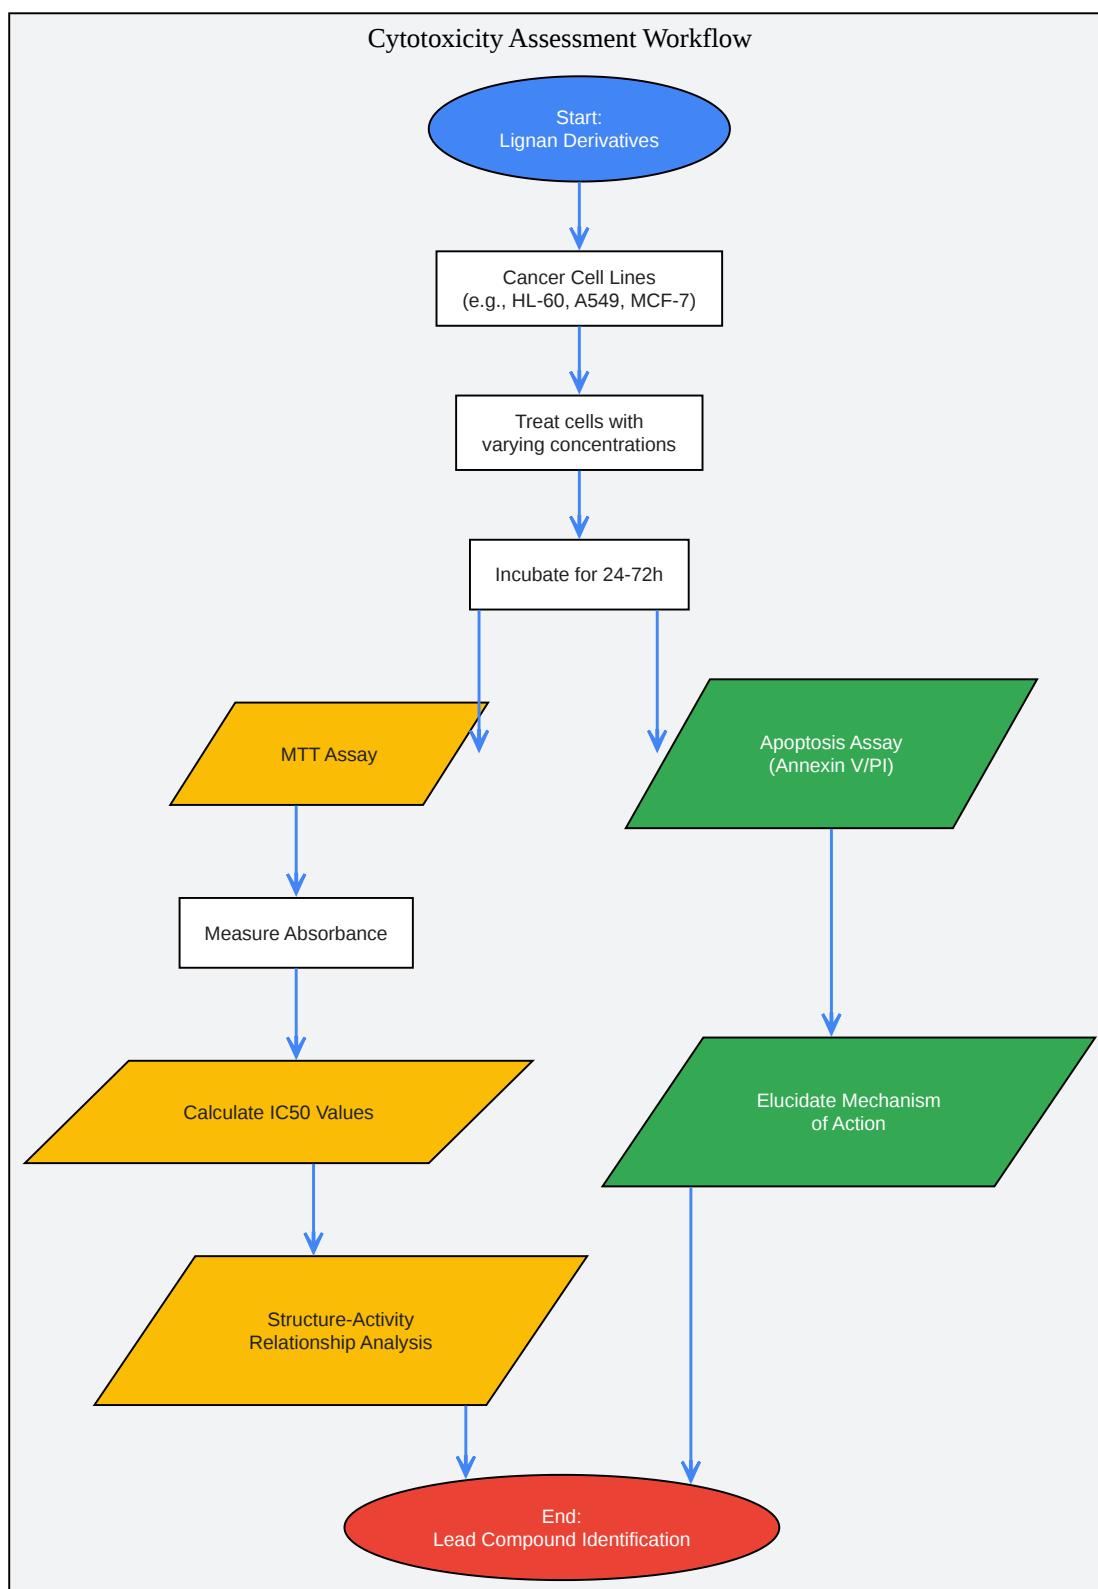 Cytotoxicity Assessment Workflow
Start:
Lignan Derivatives
Cancer Cell Lines
(e.g., HL-60, A549, MCF-7)
Treat cells with
varying concentrations
Incubate for 24-72h
MTT Assay
Apoptosis Assay
(Annexin V/PI)
Measure Absorbance
Calculate IC50 Values
Elucidate Mechanism
of Action
Structure-Activity
Relationship Analysis
End:
Lead Compound Identification